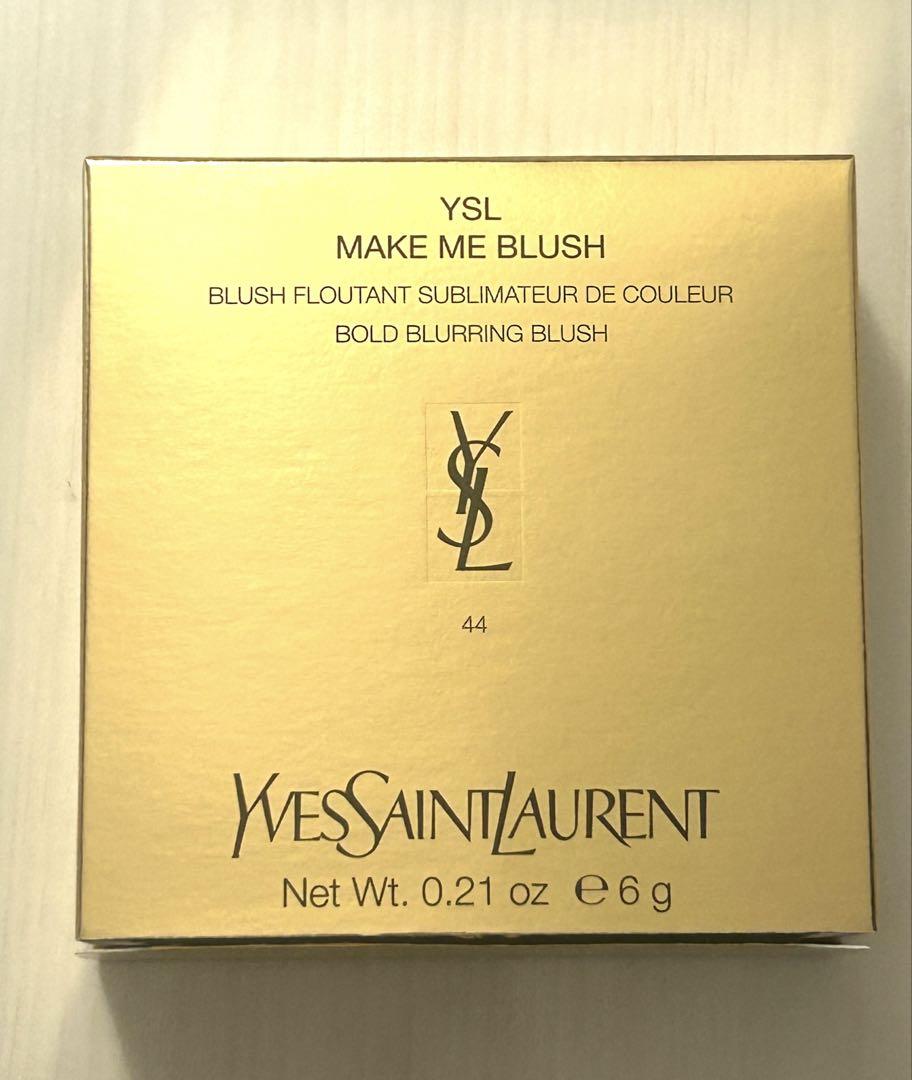 YSL
MAKE ME BLUSH
BLUSH FLOUTANT SUBLIMATEUR DE COULEUR
BOLD BLURRING BLUSH
YSL
44
YVESSAINTLAURENT
Net Wt. 0.21 oz ℮ 6 g